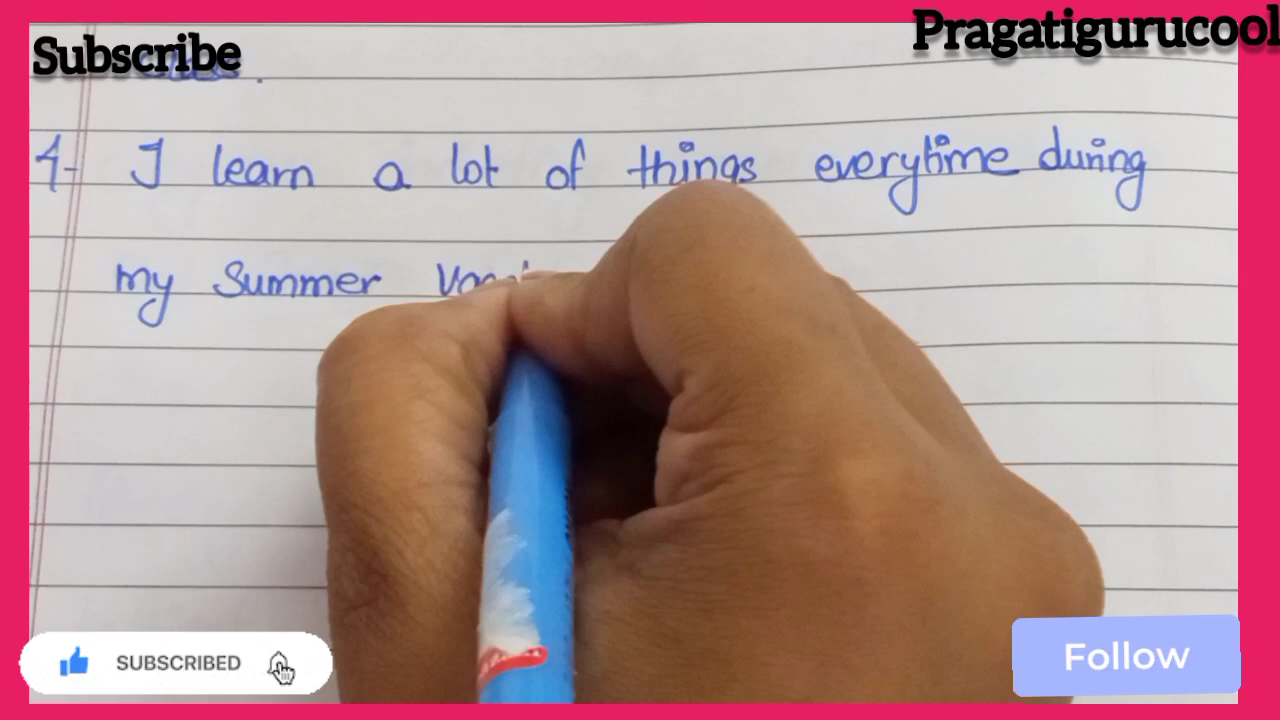 Subscribe
Pragatigurucool
4- I learn a lot of things everytime during
my Summer
SUBSCRIBED
Follow